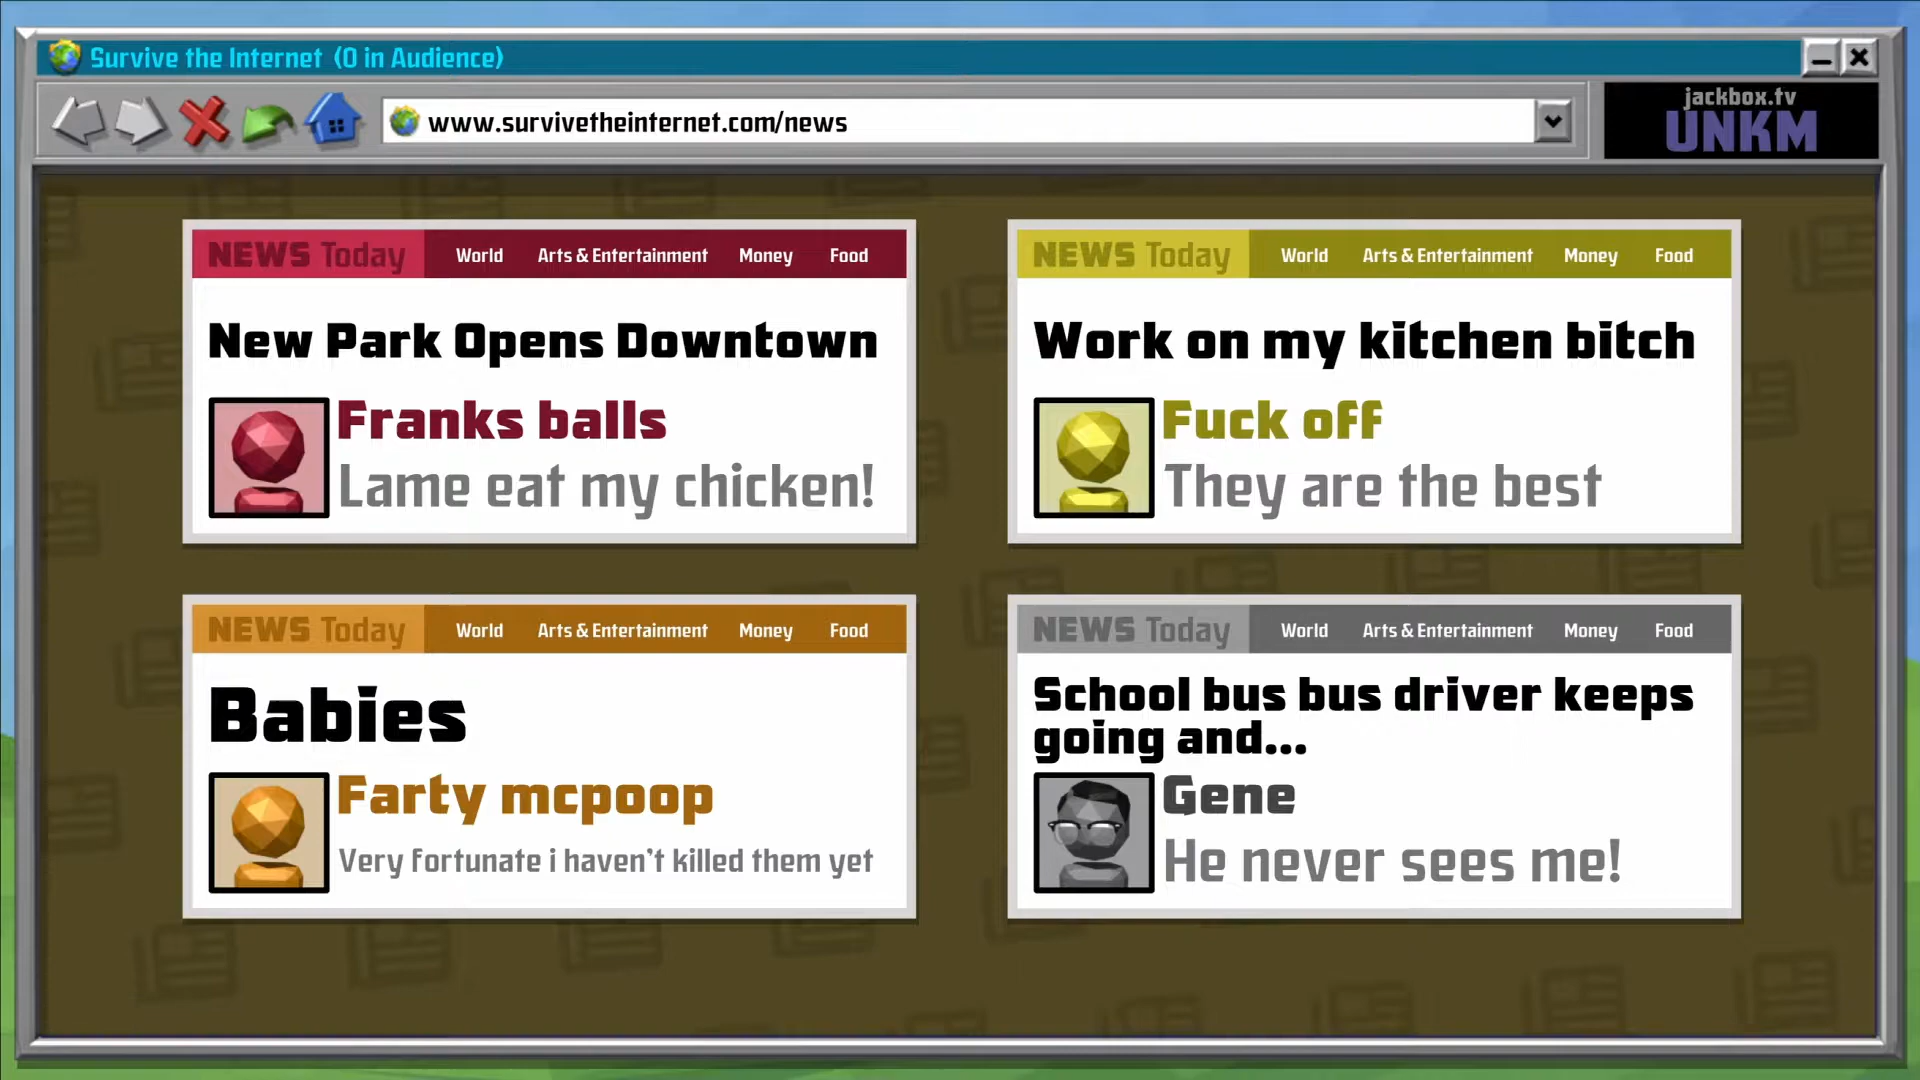 Survive the Internet (0 in Audience)
www.survivetheinternet.com/news
jackbox.tv
UNKM
NEWS Today World Arts & Entertainment Money Food
New Park Opens Downtown
Franks balls
Lame eat my chicken!
NEWS Today World Arts & Entertainment Money Food
Work on my kitchen bitch
Fuck off
They are the best
NEWS Today World Arts & Entertainment Money Food
Babies
Farty mcpoop
Very fortunate i haven't killed them yet
NEWS Today World Arts & Entertainment Money Food
School bus bus driver keeps
going and...
Gene
He never sees me!